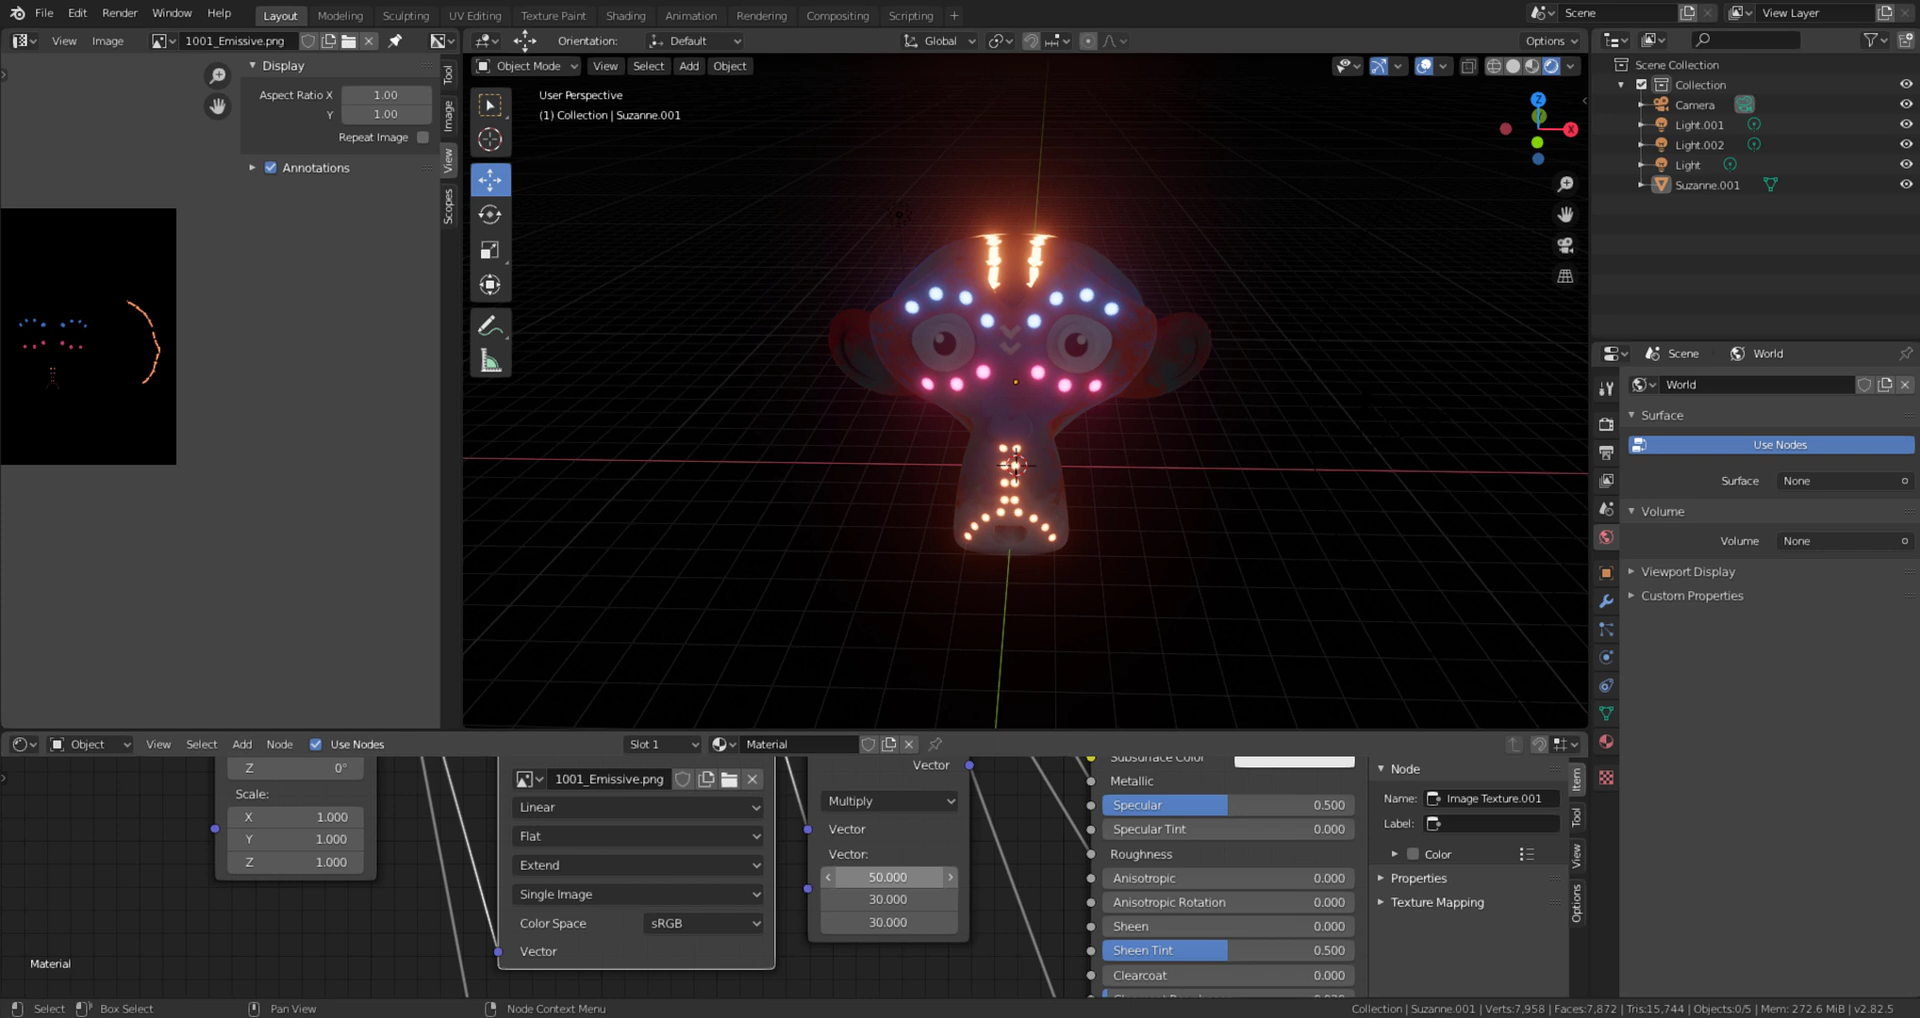 File Edit Render Window Help Layout Modeling Sculpting UV Editing Texture Paint Shading Animation Rendering Compositing Scripting + Scene View Layer
View Image 1001_Emissive.png Orientation: Default Global Options
Object Mode View Select Add Object
Display
Aspect Ratio X 1.00
Y 1.00
Repeat Image
Annotations
Tool
Image
View
Scopes
User Perspective
(1) Collection | Suzanne.001
Z
X
Scene Collection
Collection
Camera
Light.001
Light.002
Light
Suzanne.001
Scene World
World
Surface
Use Nodes
Surface None
Volume
Volume None
Viewport Display
Custom Properties
Object View Select Add Node Use Nodes Slot 1 Material
Z 0°
Scale:
X 1.000
Y 1.000
Z 1.000
1001_Emissive.png
Linear
Flat
Extend
Single Image
Color Space sRGB
Vector
Vector
Multiply
Vector
Vector:
50.000
30.000
30.000
Subsurface Color
Metallic
Specular 0.500
Specular Tint 0.000
Roughness
Anisotropic 0.000
Anisotropic Rotation 0.000
Sheen 0.000
Sheen Tint 0.500
Clearcoat 0.000
Node
Name: Image Texture.001
Label:
Color
Properties
Texture Mapping
Item
Tool
View
Options
Material
Select Box Select Pan View Node Context Menu Collection | Suzanne.001 | Verts:7,958 | Faces:7,872 | Tris:15,744 | Objects:0/5 | Mem: 272.6 MiB | v2.82.5